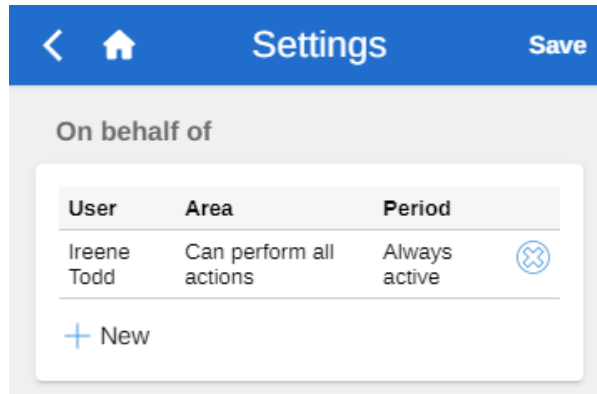 Settings Save
On behalf of
User Area Period
Ireene Can perform all Always
Todd actions active
New